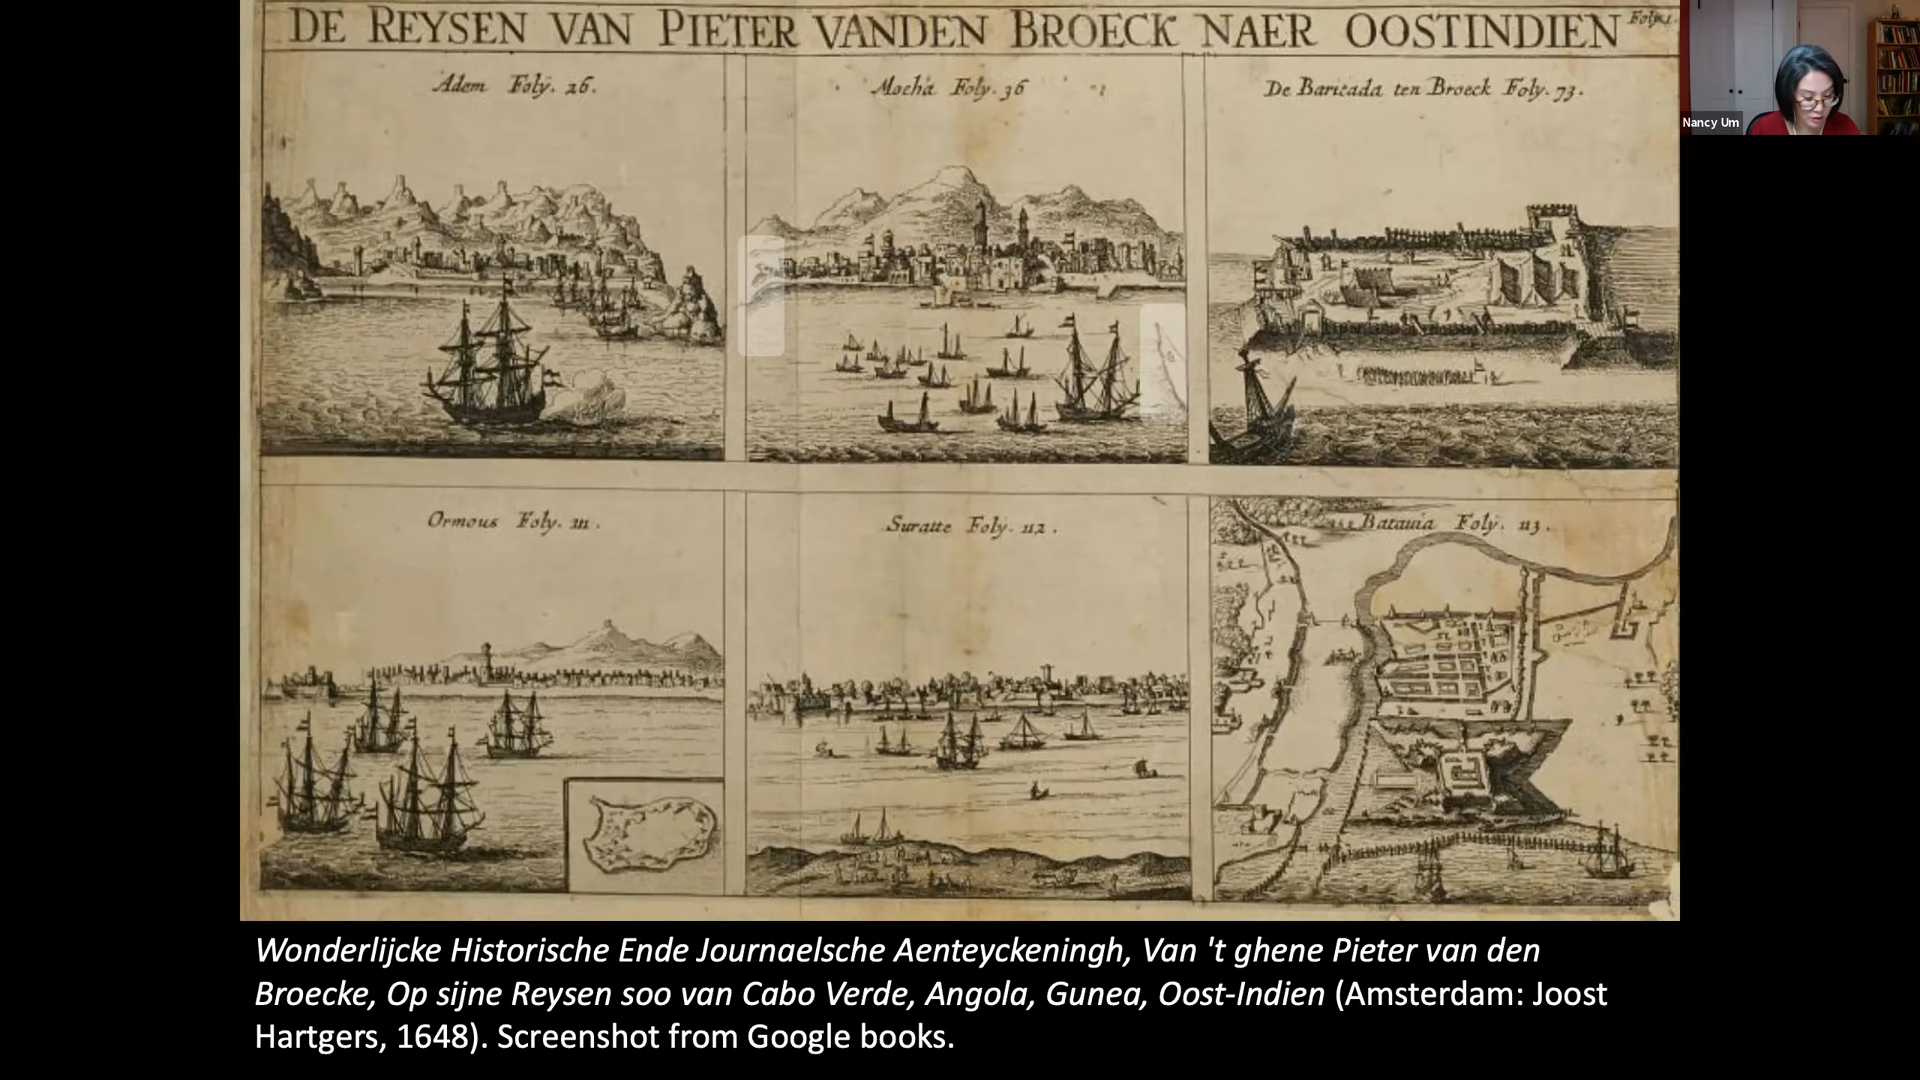 DE REYSEN VAN PIETER VANDEN BROECK NAER OOSTINDIEN
Adem Foly. 26.
Mocha Foly. 36
De Baricada ten Broeck Foly. 73.
Ormous Foly. 111.
Suratte Foly. 112.
Batauia Foly. 113.
Nancy Um
Wonderlijcke Historische Ende Journaelsche Aenteyckeningh, Van 't ghene Pieter van den
Broecke, Op sijne Reysen soo van Cabo Verde, Angola, Gunea, Oost-Indien (Amsterdam: Joost
Hartgers, 1648). Screenshot from Google books.